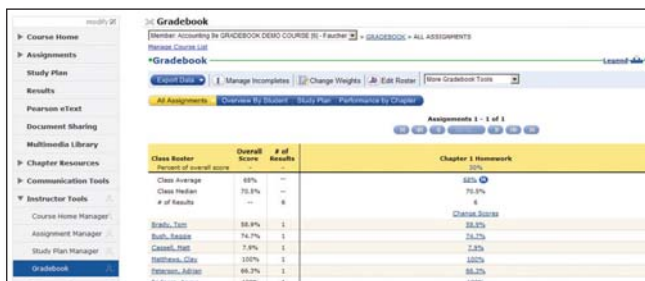 modify
Course Home
Assignments
Study Plan
Results
Pearson eText
Document Sharing
Multimedia Library
Chapter Resources
Communication Tools
Instructor Tools
Course Home Manager
Assignment Manager
Study Plan Manager
Gradebook
Gradebook
Member: Accounting 9e GRADEBOOK DEMO COURSE - Faucher » GRADEBOOK » ALL ASSIGNMENTS
Manage Course List
Gradebook Legend
Export Data Manage Incompletes Change Weights Edit Roster More Gradebook Tools
All Assignments Overview By Student Study Plan Performance by Chapter
Assignments 1 - 1 of 1
Class Roster Overall Score # of Results Chapter 1 Homework
Percent of overall score - - 30%
Class Average 68% -- 68%
Class Median 70.5% -- 70.5%
# of Results -- 6 6
Change Scores
Brady, Tom 58.9% 1 58.9%
Bush, Reggie 74.7% 1 74.7%
Cassell, Matt 7.9% 1 7.9%
Matthews, Clay 100% 1 100%
Peterson, Adrian 66.3% 1 66.3%